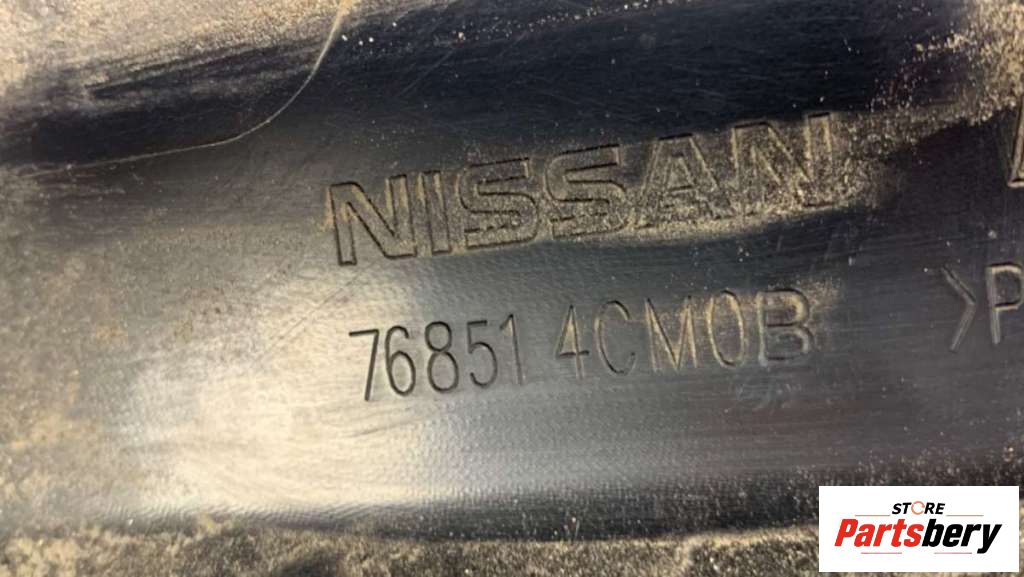 NISSAN
76851 4CM0B
>P
STORE
Partsbery